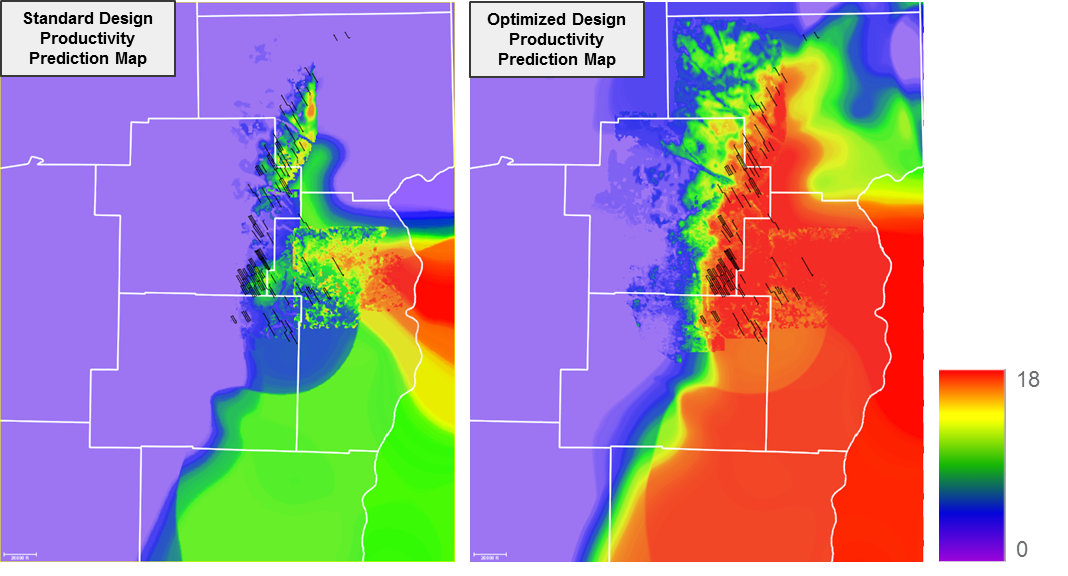 Standard Design
Productivity
Prediction Map
Optimized Design
Productivity
Prediction Map
18
0